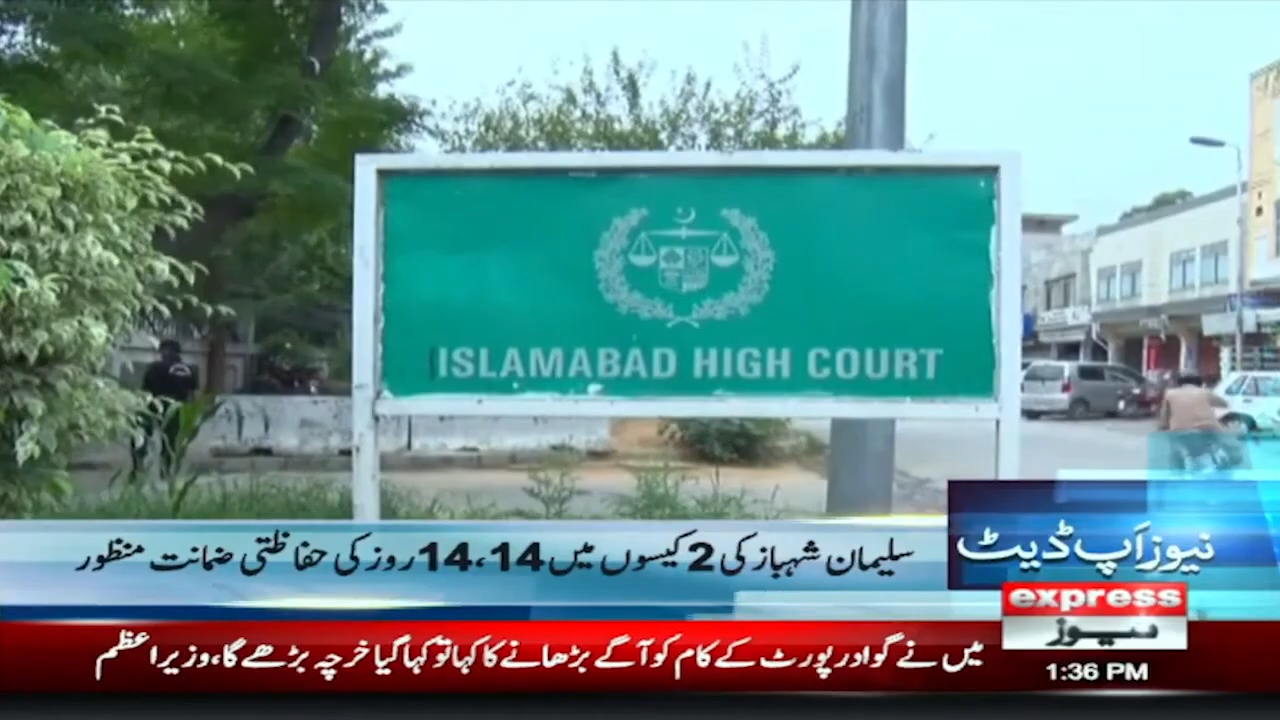 ISLAMABAD HIGH COURT
نیوز اَپ ڈیٹ
سلیمان شہباز کی 2 کیسوں میں 14،14 روز کی حفاظتی ضمانت منظور
express
نیوز
میں نے گوادر پورٹ کے کام کو آگے بڑھانے کا کہا تو کہا گیا خرچہ بڑھے گا، وزیراعظم
1:36 PM